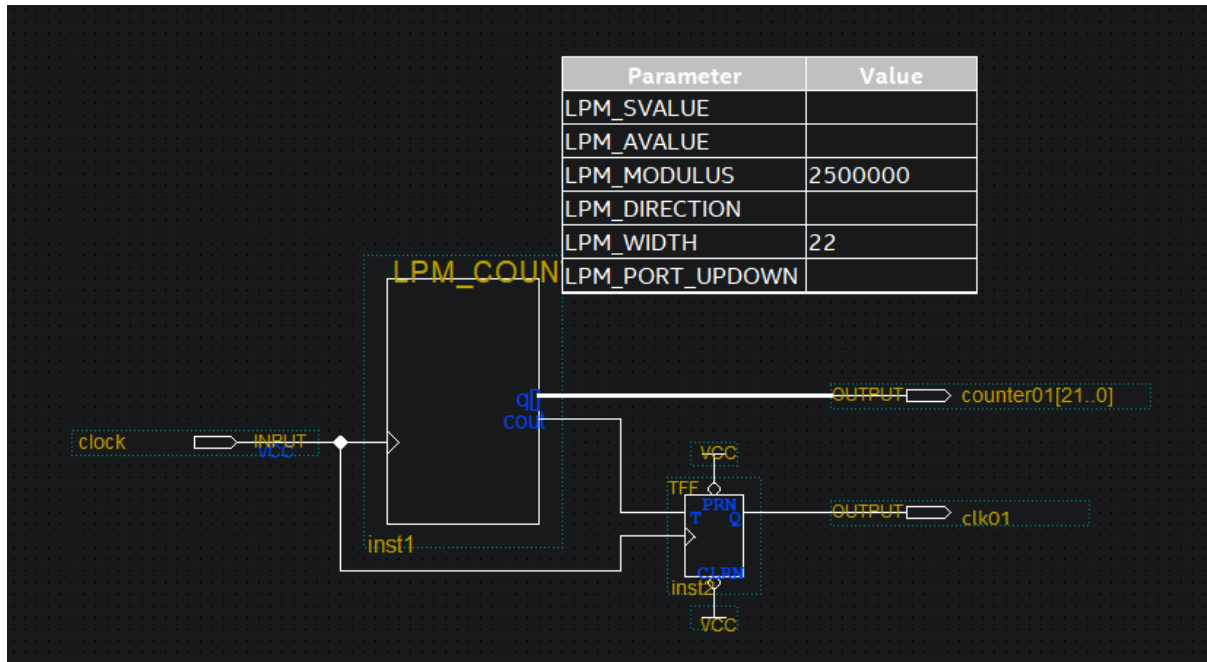 Parameter Value
LPM_SVALUE
LPM_AVALUE
LPM_MODULUS 2500000
LPM_DIRECTION
LPM_WIDTH 22
LPM_PORT_UPDOWN
LPM_COUN
q[]
cout
OUTPUT counter01[21..0]
clock INPUT
VCC
VCC
TFF
PRN
T Q
OUTPUT clk01
inst1
CLRN
inst2
VCC